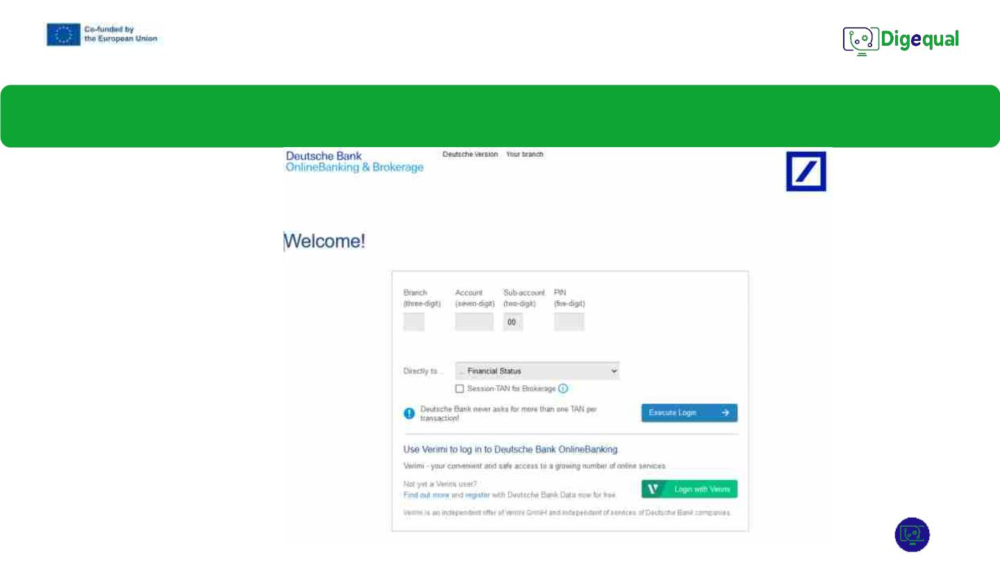 Co-funded by
the European Union
Digequal
Deutsche Bank
OnlineBanking & Brokerage
Deutsche Version Your branch
Welcome!
Branch Account Sub-account PIN
(three-digit) (seven-digit) (two-digit) (five-digit)
00
Directly to ... ... Financial Status
Session-TAN for Brokerage
Deutsche Bank never asks for more than one TAN per
transaction!
Execute Login
Use Verimi to log in to Deutsche Bank OnlineBanking.
Verimi - your convenient and safe access to a growing number of online services.
Not yet a Verimi user?
Find out more and register with Deutsche Bank Data now for free.
Login with Verimi
Verimi is an independent offer of Verimi GmbH and independent of services of Deutsche Bank companies.